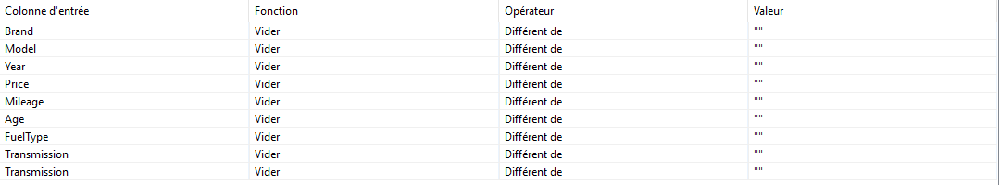 Colonne d'entrée Fonction Opérateur Valeur
Brand Vider Différent de ""
Model Vider Différent de ""
Year Vider Différent de ""
Price Vider Différent de ""
Mileage Vider Différent de ""
Age Vider Différent de ""
FuelType Vider Différent de ""
Transmission Vider Différent de ""
Transmission Vider Différent de ""